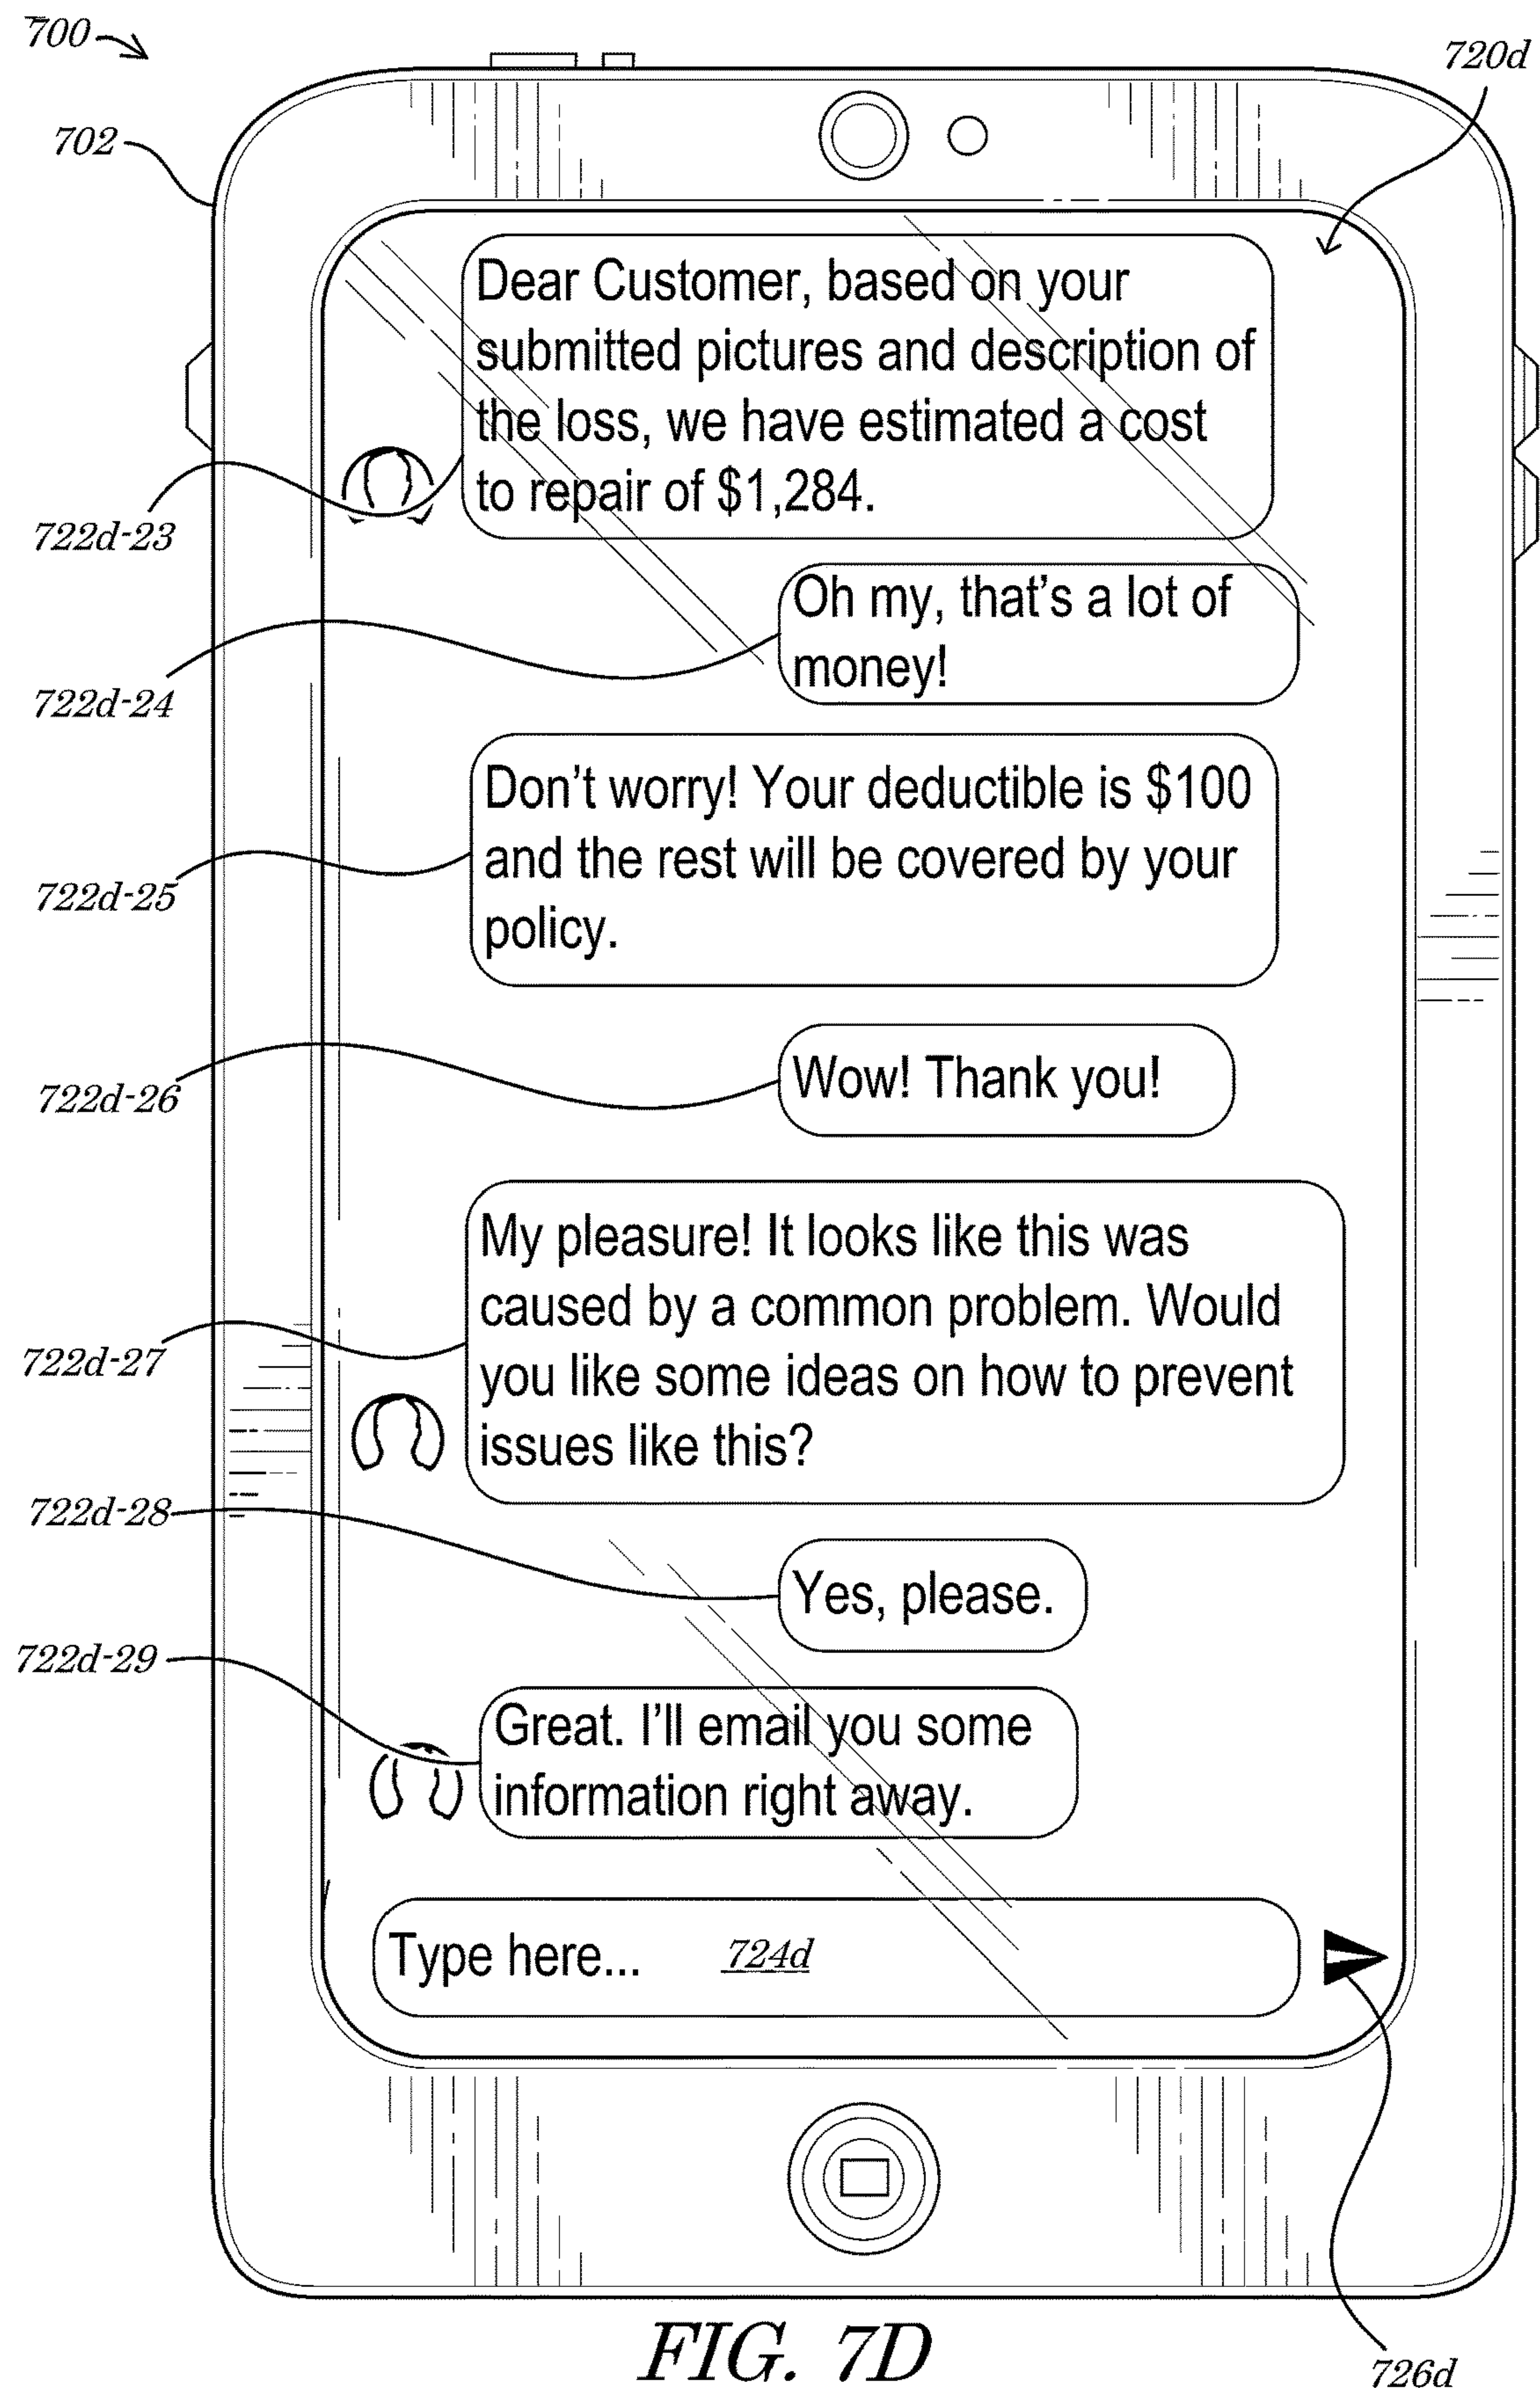 700
702
720d
Dear Customer, based on your
submitted pictures and description of
the loss, we have estimated a cost
to repair of $1,284.
722d-23
Oh my, that's a lot of
money!
722d-24
Don't worry! Your deductible is $100
and the rest will be covered by your
policy.
722d-25
Wow! Thank you!
722d-26
My pleasure! It looks like this was
caused by a common problem. Would
you like some ideas on how to prevent
issues like this?
722d-27
Yes, please.
722d-28
Great. I'll email you some
information right away.
722d-29
Type here... 724d
726d
FIG. 7D